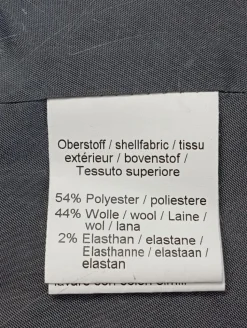 Oberstoff / shellfabric / tissu
extérieur / bovenstof /
Tessuto superiore
54% Polyester / poliestere
44% Wolle / wool / Laine /
wol / lana
2% Elasthan / elastane /
Elasthanne / elastaan /
elastan